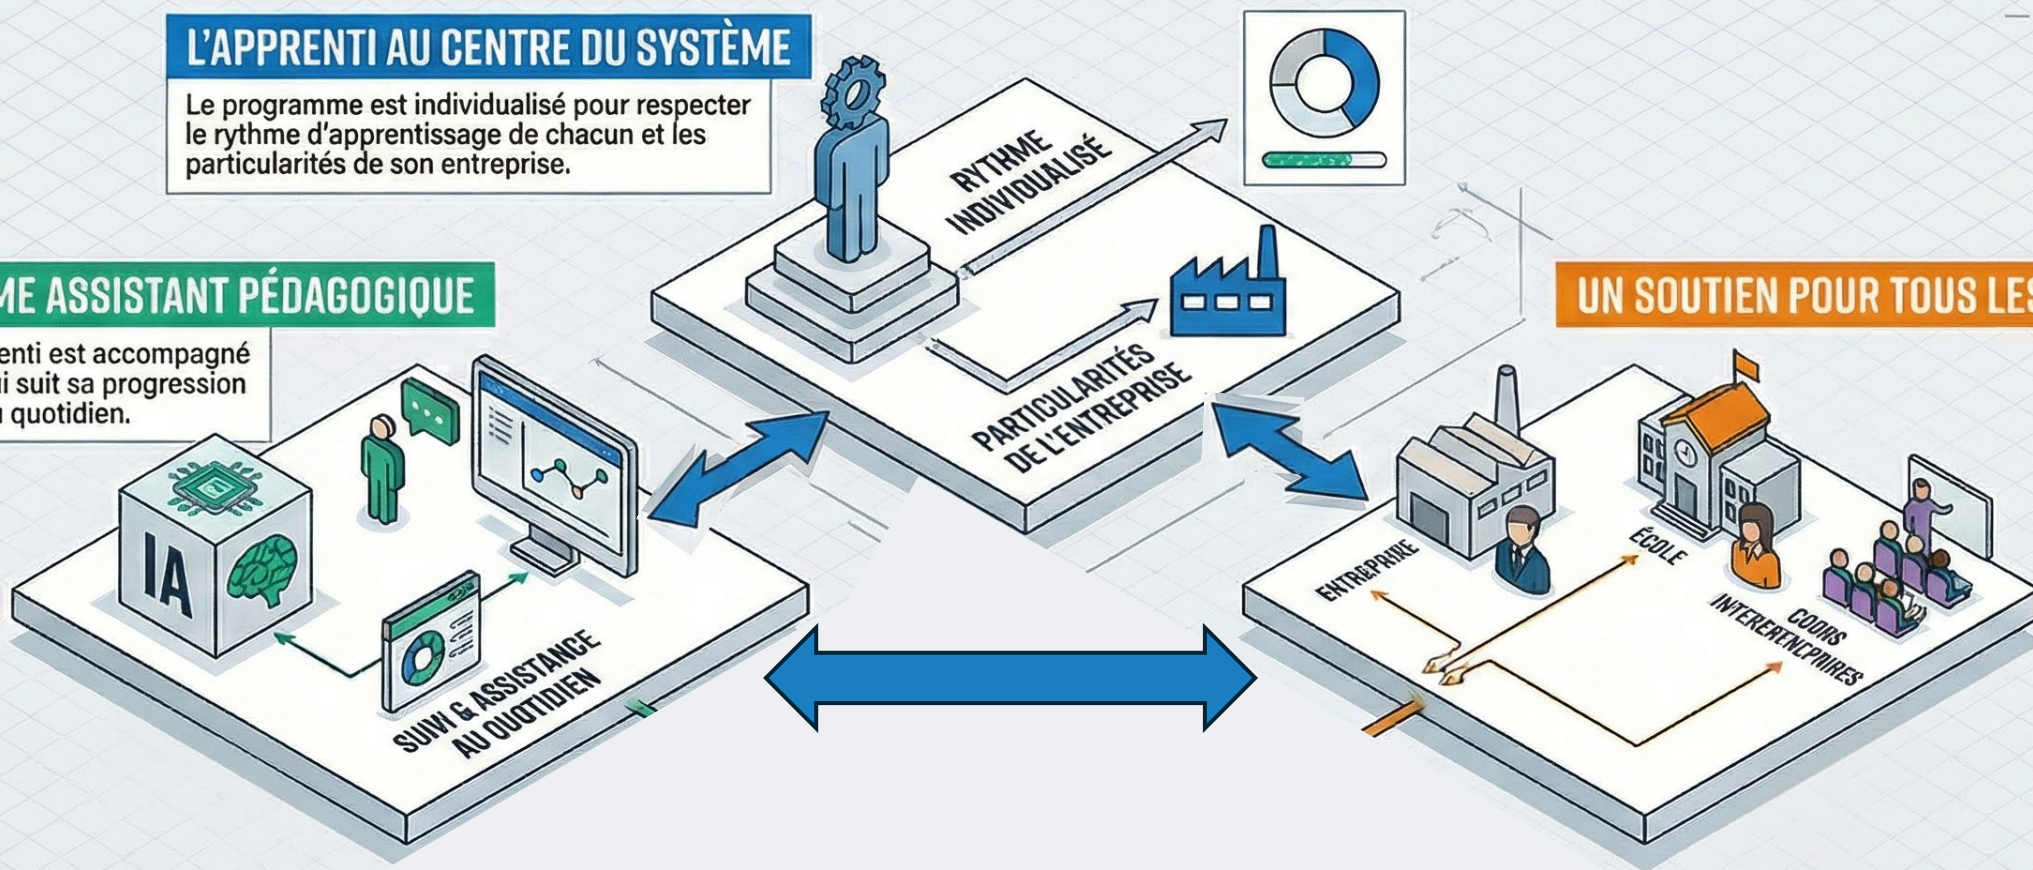 L'APPRENTI AU CENTRE DU SYSTÈME
Le programme est individualisé pour respecter
le rythme d'apprentissage de chacun et les
particularités de son entreprise.
RYTHME
INDIVIDUALISÉ
PARTICULARITÉS
DE L'ENTREPRISE
ME ASSISTANT PÉDAGOGIQUE
enti est accompagné
i suit sa progression
quotidien.
IA
SUIVI & ASSISTANCE
AU QUOTIDIEN
UN SOUTIEN POUR TOUS LES
ÉCOLE
COURS